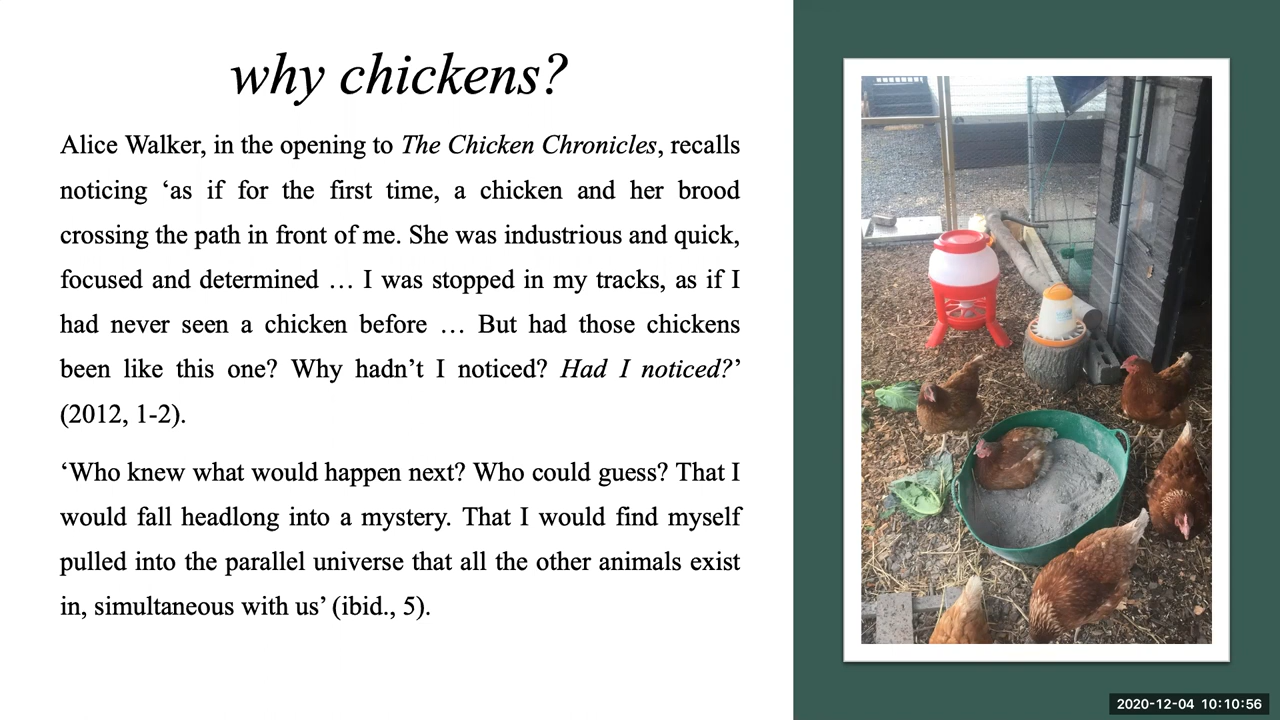 why chickens?
Alice Walker, in the opening to The Chicken Chronicles, recalls
noticing ‘as if for the first time, a chicken and her brood
crossing the path in front of me. She was industrious and quick,
focused and determined … I was stopped in my tracks, as if I
had never seen a chicken before … But had those chickens
been like this one? Why hadn’t I noticed? Had I noticed?’
(2012, 1-2).
‘Who knew what would happen next? Who could guess? That I
would fall headlong into a mystery. That I would find myself
pulled into the parallel universe that all the other animals exist
in, simultaneous with us’ (ibid., 5).
2020-12-04 10:10:56